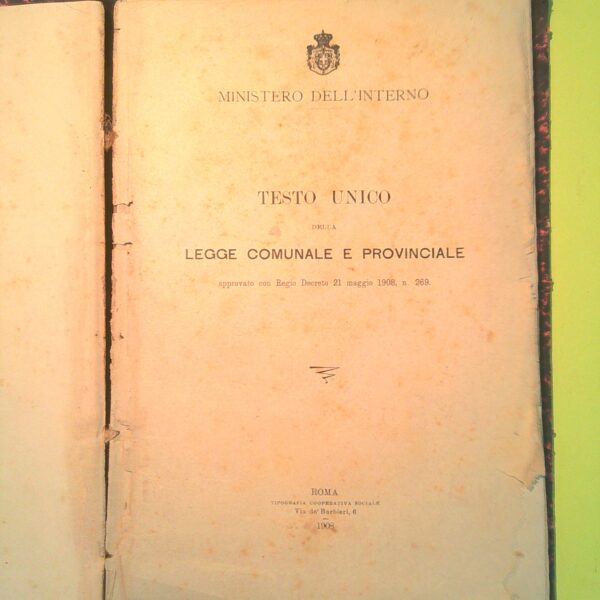 MINISTERO DELL'INTERNO
TESTO UNICO
DELLA
LEGGE COMUNALE E PROVINCIALE
approvato con Regio Decreto 21 maggio 1908, n. 269.
ROMA
TIPOGRAFIA COOPERATIVA SOCIALE
Via de' Barbieri, 6
1908